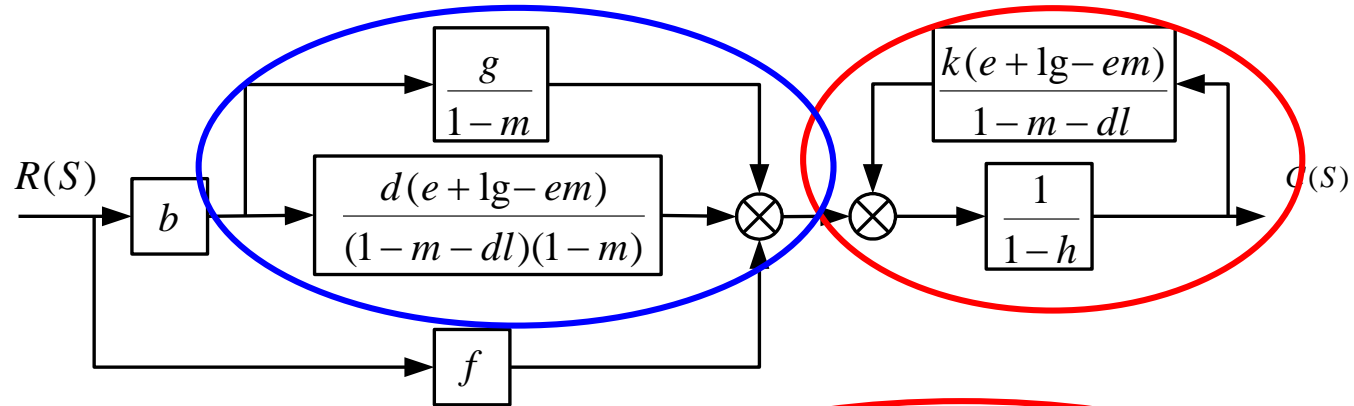 g
1-m
k(e+lg-em)
1-m-dl
R(S)
b
d(e+lg-em)
(1-m-dl)(1-m)
1
1-h
C(S)
f